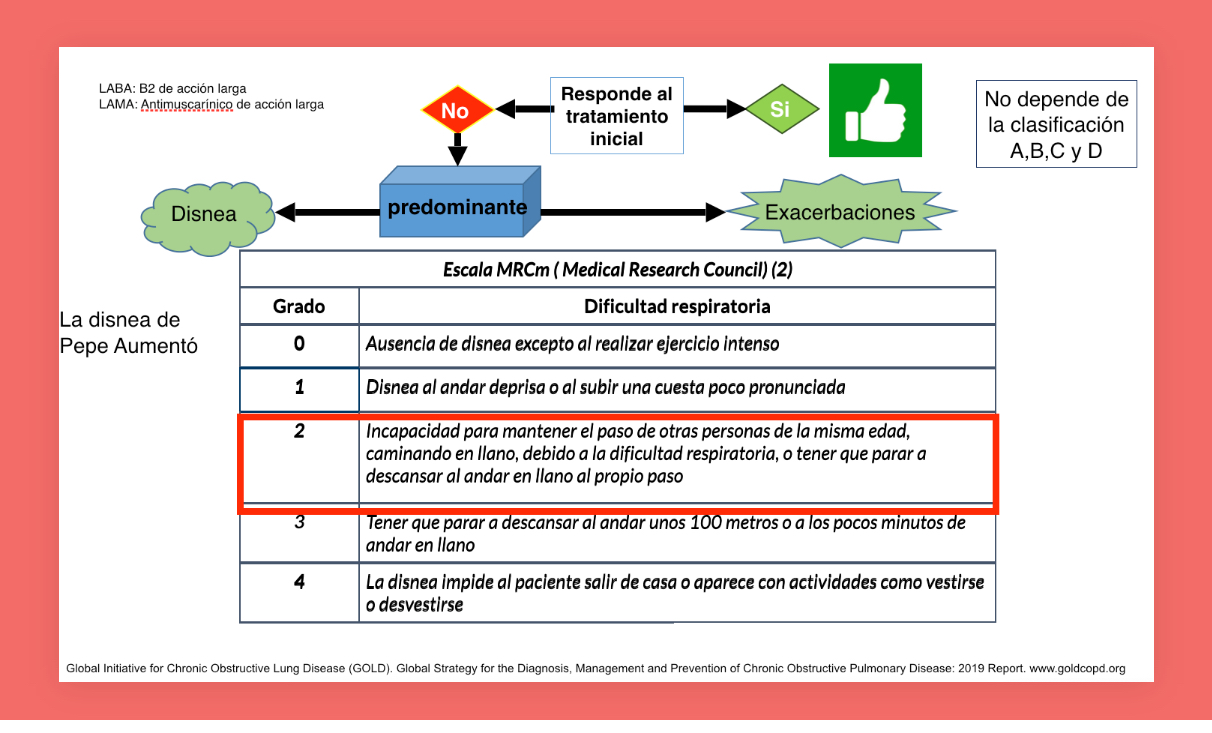 LABA: B2 de acción larga
LAMA: Antimuscarínico de acción larga
No
Responde al
tratamiento
inicial
Si
No depende de
la clasificación
A,B,C y D
Disnea
predominante
Exacerbaciones
La disnea de
Pepe Aumentó
Escala MRCm ( Medical Research Council) (2)
Grado Dificultad respiratoria
0 Ausencia de disnea excepto al realizar ejercicio intenso
1 Disnea al andar deprisa o al subir una cuesta poco pronunciada
2 Incapacidad para mantener el paso de otras personas de la misma edad,
caminando en llano, debido a la dificultad respiratoria, o tener que parar a
descansar al andar en llano al propio paso
3 Tener que parar a descansar al andar unos 100 metros o a los pocos minutos de
andar en llano
4 La disnea impide al paciente salir de casa o aparece con actividades como vestirse
o desvestirse
Global Initiative for Chronic Obstructive Lung Disease (GOLD). Global Strategy for the Diagnosis, Management and Prevention of Chronic Obstructive Pulmonary Disease: 2019 Report. www.goldcopd.org